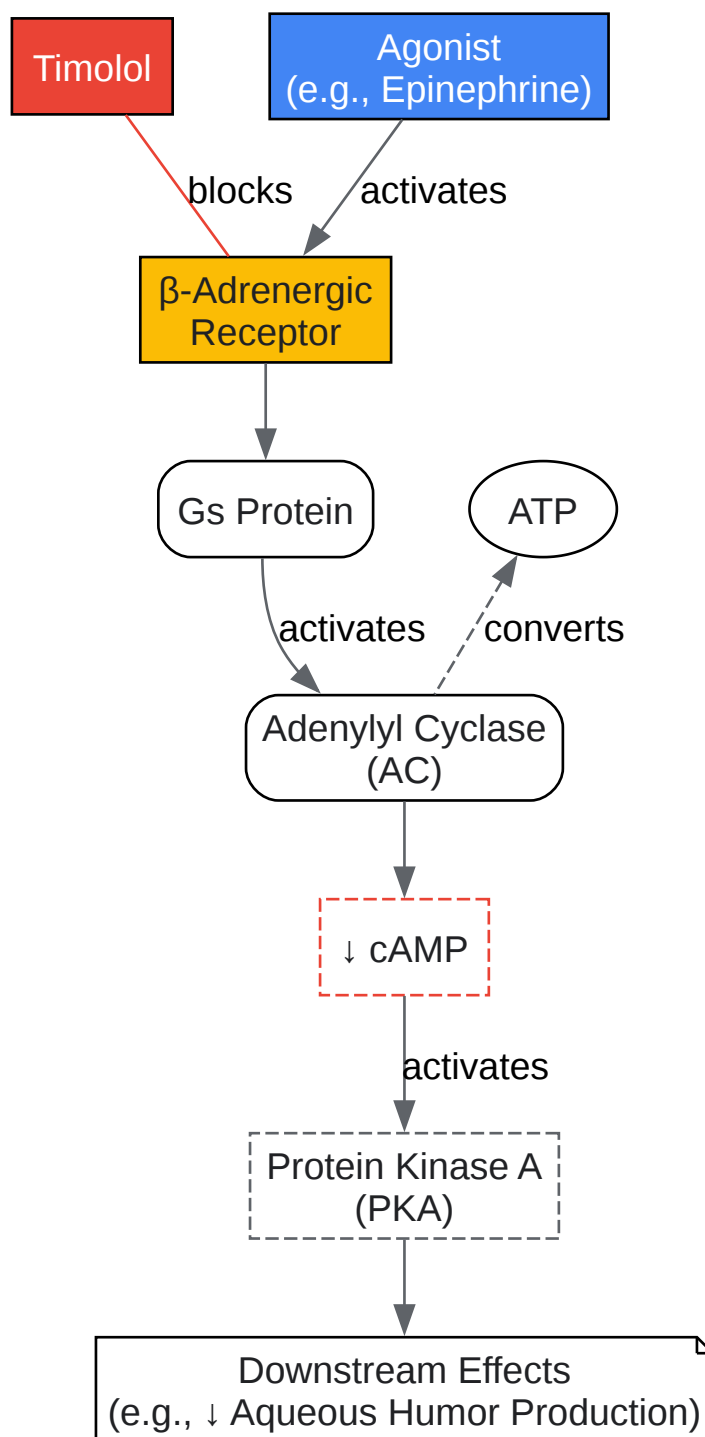 Timolol
Agonist
(e.g., Epinephrine)
blocks
activates
β-Adrenergic
Receptor
Gs Protein
ATP
activates
converts
Adenylyl Cyclase
(AC)
↓ cAMP
activates
Protein Kinase A
(PKA)
Downstream Effects
(e.g., ↓ Aqueous Humor Production)